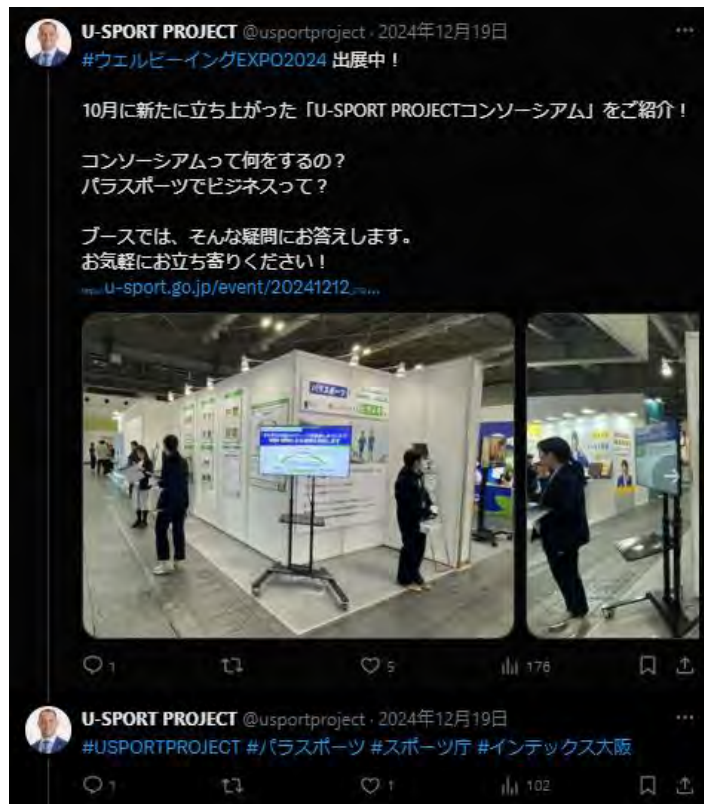 U-SPORT PROJECT @usportproject · 2024年12月19日
#ウェルビーイングEXPO2024 出展中！
10月に新たに立ち上がった「U-SPORT PROJECTコンソーシアム」をご紹介！
コンソーシアムって何をするの？
パラスポーツでビジネスって？
ブースでは、そんな疑問にお答えします。
お気軽にお立ち寄りください！
u-sport.go.jp/event/20241212
パラスポーツ
1 5 176
U-SPORT PROJECT @usportproject · 2024年12月19日
#USPORTPROJECT #パラスポーツ #スポーツ庁 #インテックス大阪
1 1 102